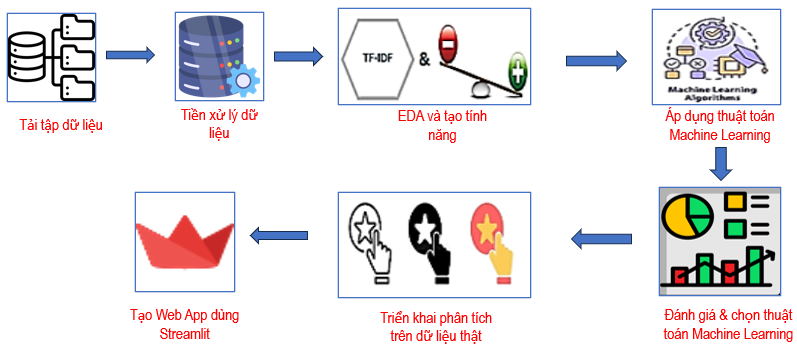 Tải tập dữ liệu
Tiền xử lý dữ
liệu
TF-IDF
&
EDA và tạo tính
năng
Machine Learning
Algorithms
Áp dụng thuật toán
Machine Learning
Đánh giá & chọn thuật
toán Machine Learning
Triển khai phân tích
trên dữ liệu thật
Tạo Web App dùng
Streamlit